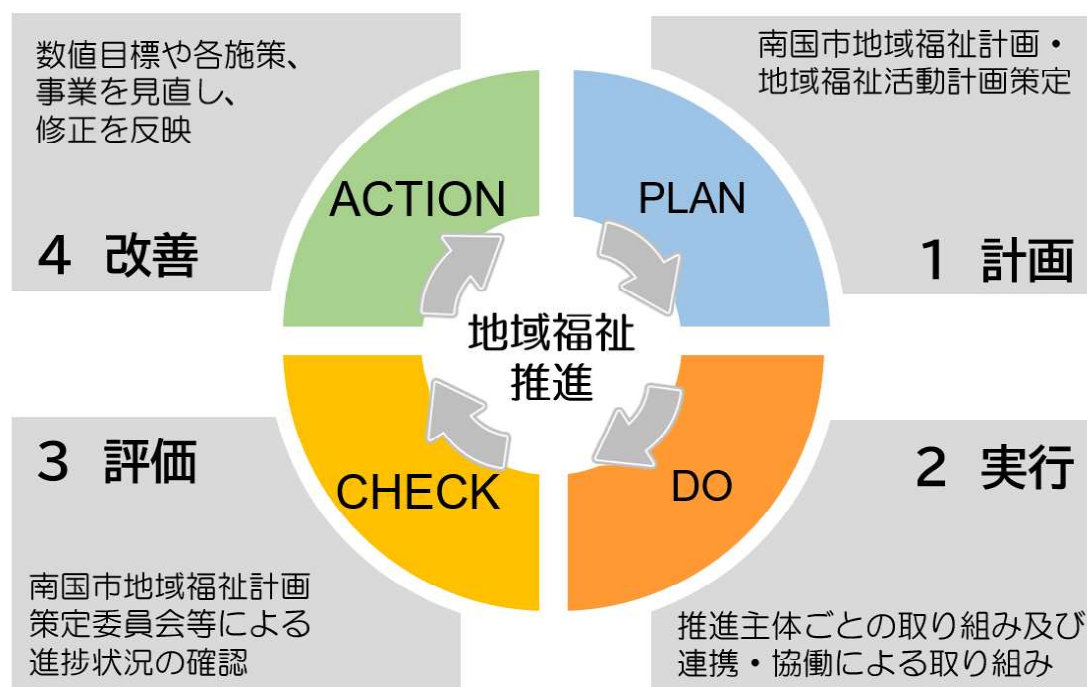 南国市地域福祉計画・
地域福祉活動計画策定
PLAN
1 計画
2 実行
DO
推進主体ごとの取り組み及び
連携・協働による取り組み
3 評価
CHECK
南国市地域福祉計画
策定委員会等による
進捗状況の確認
数値目標や各施策、
事業を見直し、
修正を反映
ACTION
4 改善
地域福祉
推進